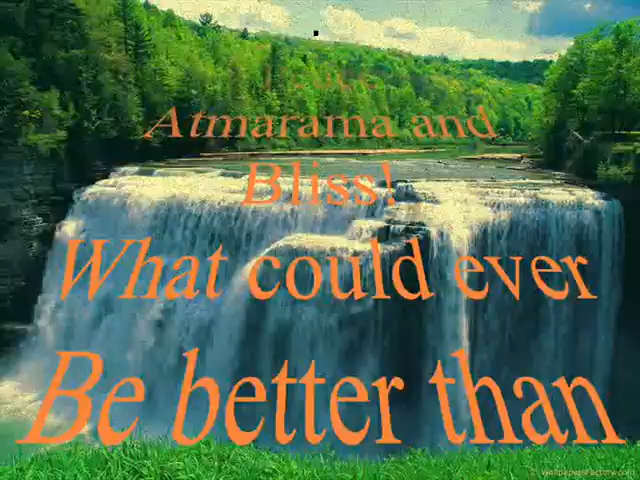 Atmarama and
Bliss!
What could ever
Be better than